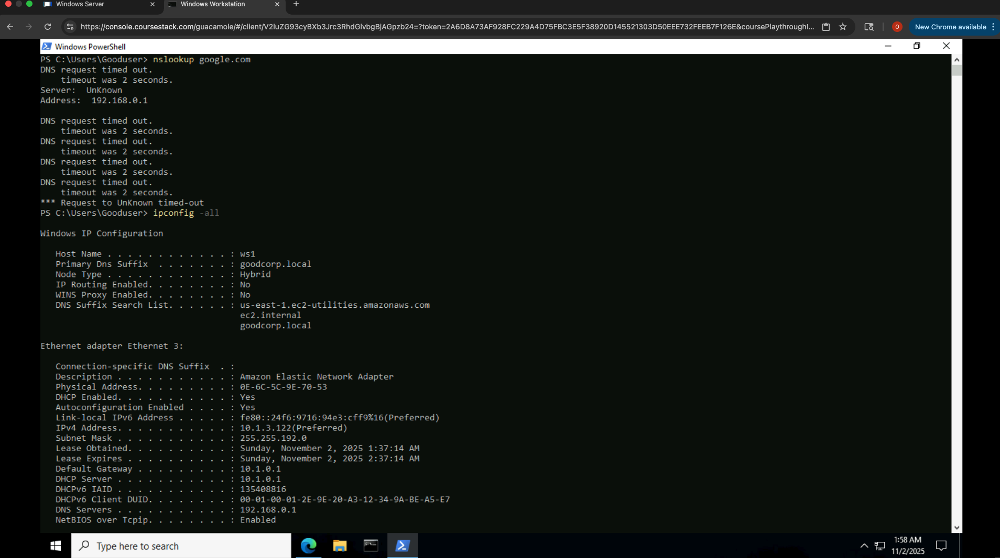 Windows Server
Windows Workstation
https://console.coursestack.com/guacamole/#/client/V2luZG93cyBXb3Jrc3RhdGlvbgBjAGpzb24=?token=2A6D8A73AF928FC229A4D75FBC3E5F38920D145521303D50EEE732FEEB7F126E&coursePlaythroughI...
O
New Chrome available
Windows PowerShell
PS C:\Users\Gooduser> nslookup google.com
DNS request timed out.
    timeout was 2 seconds.
Server:  UnKnown
Address:  192.168.0.1

DNS request timed out.
    timeout was 2 seconds.
DNS request timed out.
    timeout was 2 seconds.
DNS request timed out.
    timeout was 2 seconds.
DNS request timed out.
    timeout was 2 seconds.
*** Request to UnKnown timed-out
PS C:\Users\Gooduser> ipconfig -all

Windows IP Configuration

   Host Name . . . . . . . . . . . . : ws1
   Primary Dns Suffix  . . . . . . . : goodcorp.local
   Node Type . . . . . . . . . . . . : Hybrid
   IP Routing Enabled. . . . . . . . : No
   WINS Proxy Enabled. . . . . . . . : No
   DNS Suffix Search List. . . . . . : us-east-1.ec2-utilities.amazonaws.com
                                       ec2.internal
                                       goodcorp.local

Ethernet adapter Ethernet 3:

   Connection-specific DNS Suffix  . :
   Description . . . . . . . . . . . : Amazon Elastic Network Adapter
   Physical Address. . . . . . . . . : 0E-6C-5C-9E-70-53
   DHCP Enabled. . . . . . . . . . . : Yes
   Autoconfiguration Enabled . . . . : Yes
   Link-local IPv6 Address . . . . . : fe80::24f6:9716:94e3:cff9%16(Preferred)
   IPv4 Address. . . . . . . . . . . : 10.1.3.122(Preferred)
   Subnet Mask . . . . . . . . . . . : 255.255.192.0
   Lease Obtained. . . . . . . . . . : Sunday, November 2, 2025 1:37:14 AM
   Lease Expires . . . . . . . . . . : Sunday, November 2, 2025 2:37:14 AM
   Default Gateway . . . . . . . . . : 10.1.0.1
   DHCP Server . . . . . . . . . . . : 10.1.0.1
   DHCPv6 IAID . . . . . . . . . . . : 135408816
   DHCPv6 Client DUID. . . . . . . . : 00-01-00-01-2E-9E-20-A3-12-34-9A-BE-A5-E7
   DNS Servers . . . . . . . . . . . : 192.168.0.1
   NetBIOS over Tcpip. . . . . . . . : Enabled
Type here to search
1:58 AM
11/2/2025